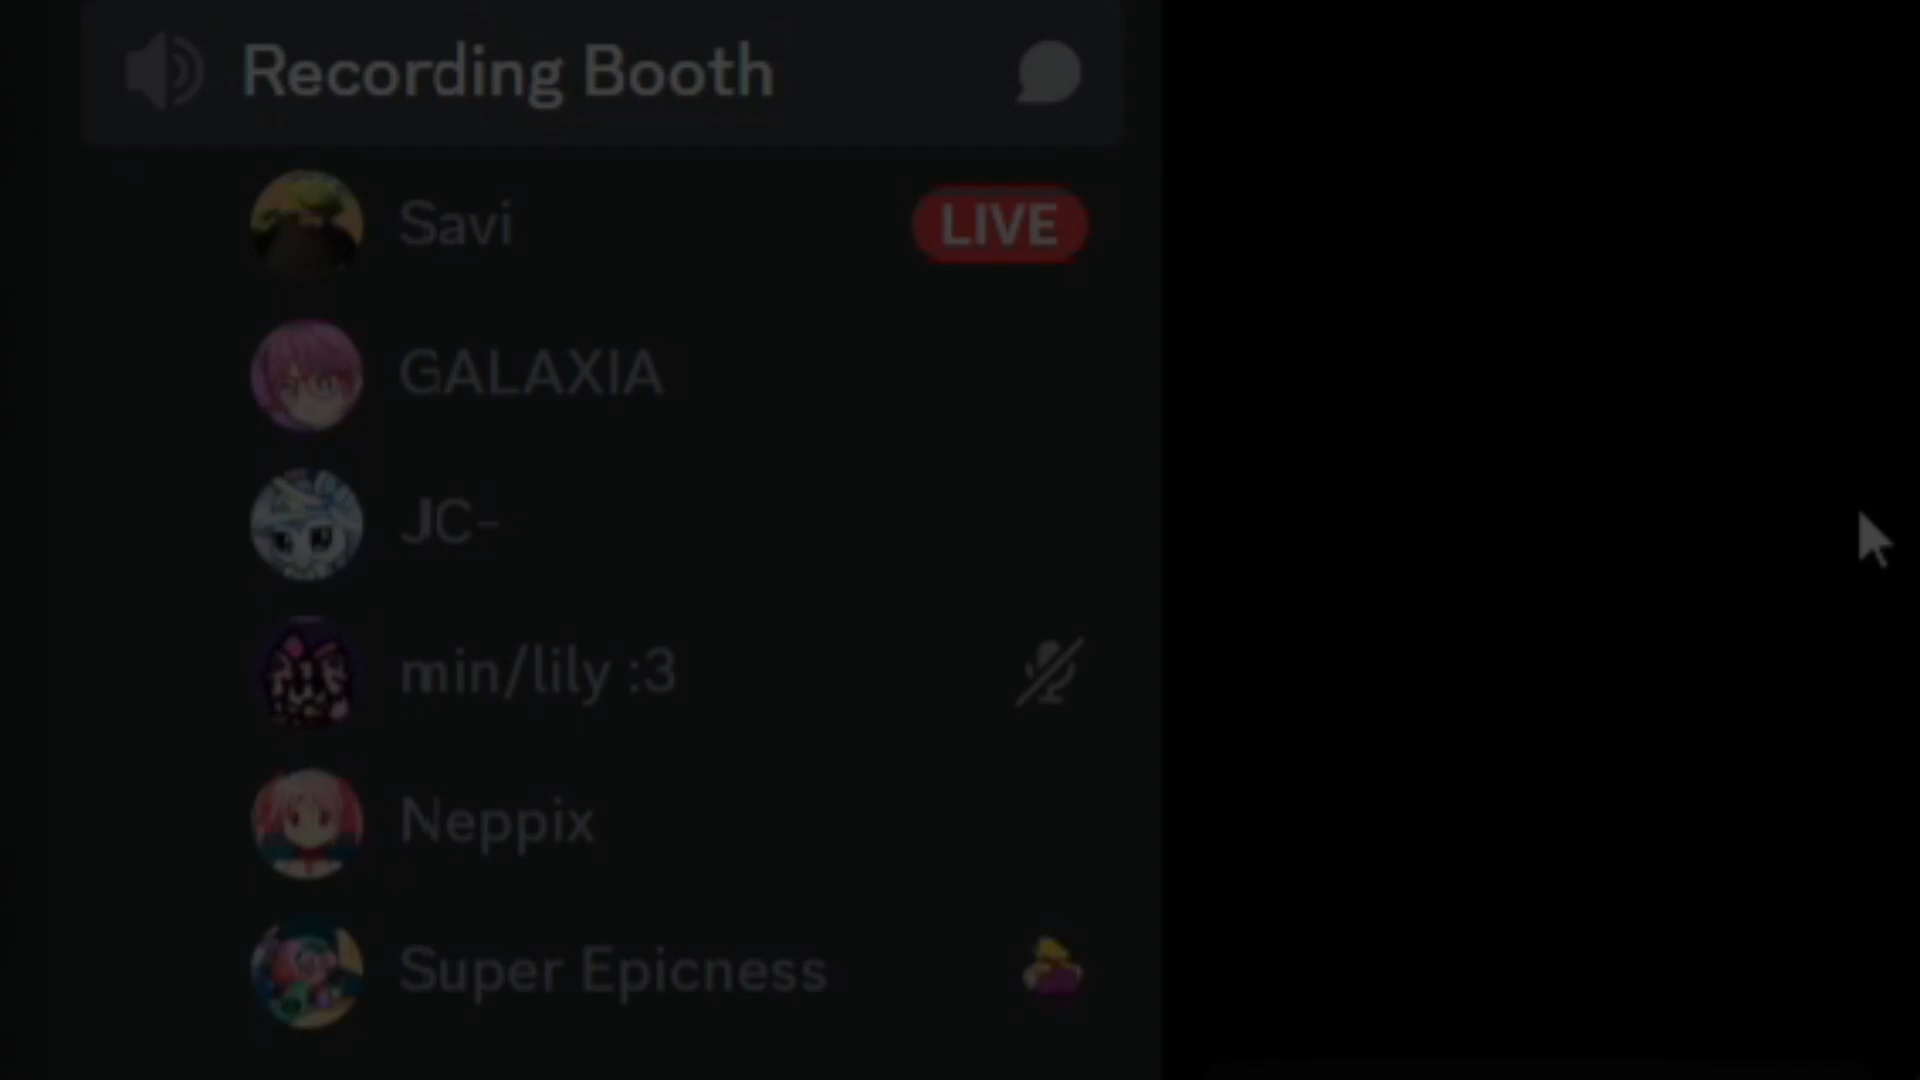 Recording Booth
Savi LIVE
GALAXIA
JC-
min/lily :3
Neppix
Super Epicness